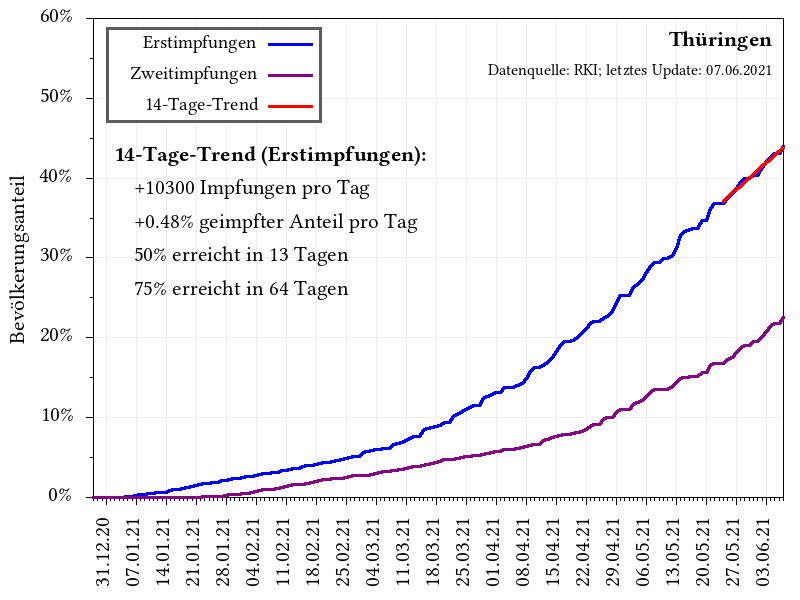 60%
50%
40%
30%
20%
10%
0%
Bevölkerungsanteil
Erstimpfungen
Zweitimpfungen
14-Tage-Trend
Thüringen
Datenquelle: RKI; letztes Update: 07.06.2021
14-Tage-Trend (Erstimpfungen):
+10300 Impfungen pro Tag
+0.48% geimpfter Anteil pro Tag
50% erreicht in 13 Tagen
75% erreicht in 64 Tagen
31.12.20
07.01.21
14.01.21
21.01.21
28.01.21
04.02.21
11.02.21
18.02.21
25.02.21
04.03.21
11.03.21
18.03.21
25.03.21
01.04.21
08.04.21
15.04.21
22.04.21
29.04.21
06.05.21
13.05.21
20.05.21
27.05.21
03.06.21